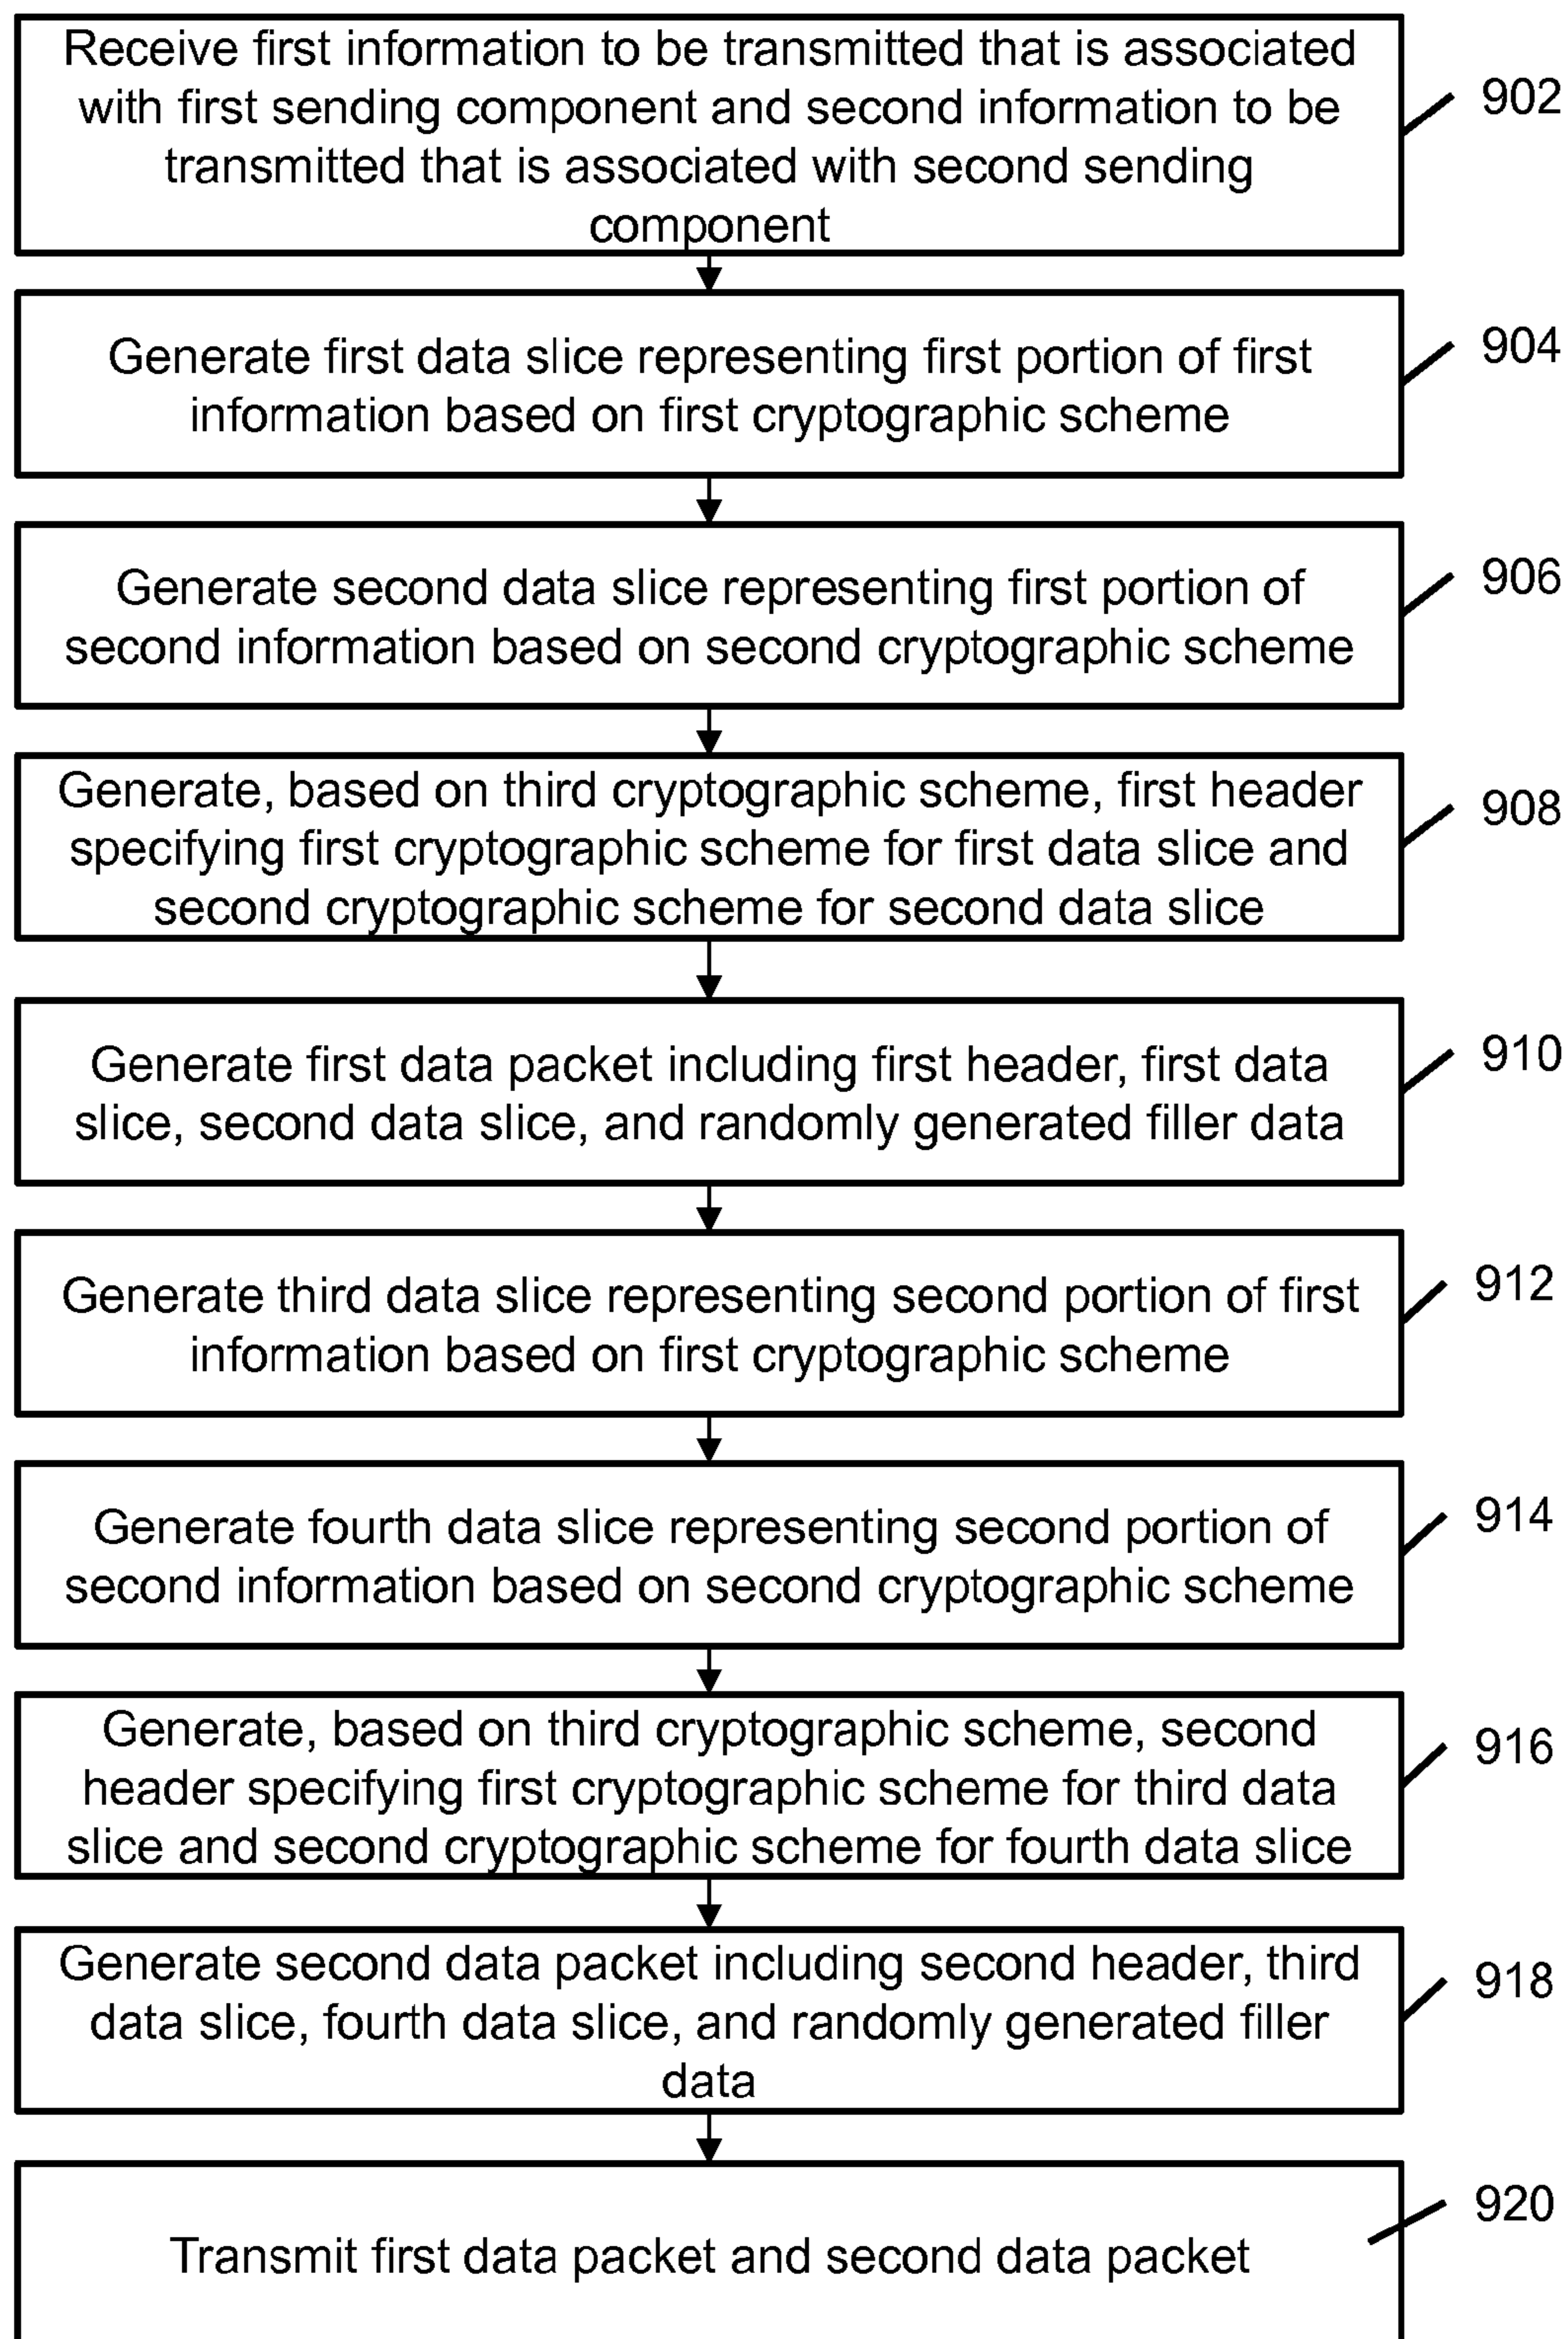 Receive first information to be transmitted that is associated
with first sending component and second information to be
transmitted that is associated with second sending
component
902
Generate first data slice representing first portion of first
information based on first cryptographic scheme
904
Generate second data slice representing first portion of
second information based on second cryptographic scheme
906
Generate, based on third cryptographic scheme, first header
specifying first cryptographic scheme for first data slice and
second cryptographic scheme for second data slice
908
Generate first data packet including first header, first data
slice, second data slice, and randomly generated filler data
910
Generate third data slice representing second portion of first
information based on first cryptographic scheme
912
Generate fourth data slice representing second portion of
second information based on second cryptographic scheme
914
Generate, based on third cryptographic scheme, second
header specifying first cryptographic scheme for third data
slice and second cryptographic scheme for fourth data slice
916
Generate second data packet including second header, third
data slice, fourth data slice, and randomly generated filler
data
918
Transmit first data packet and second data packet
920